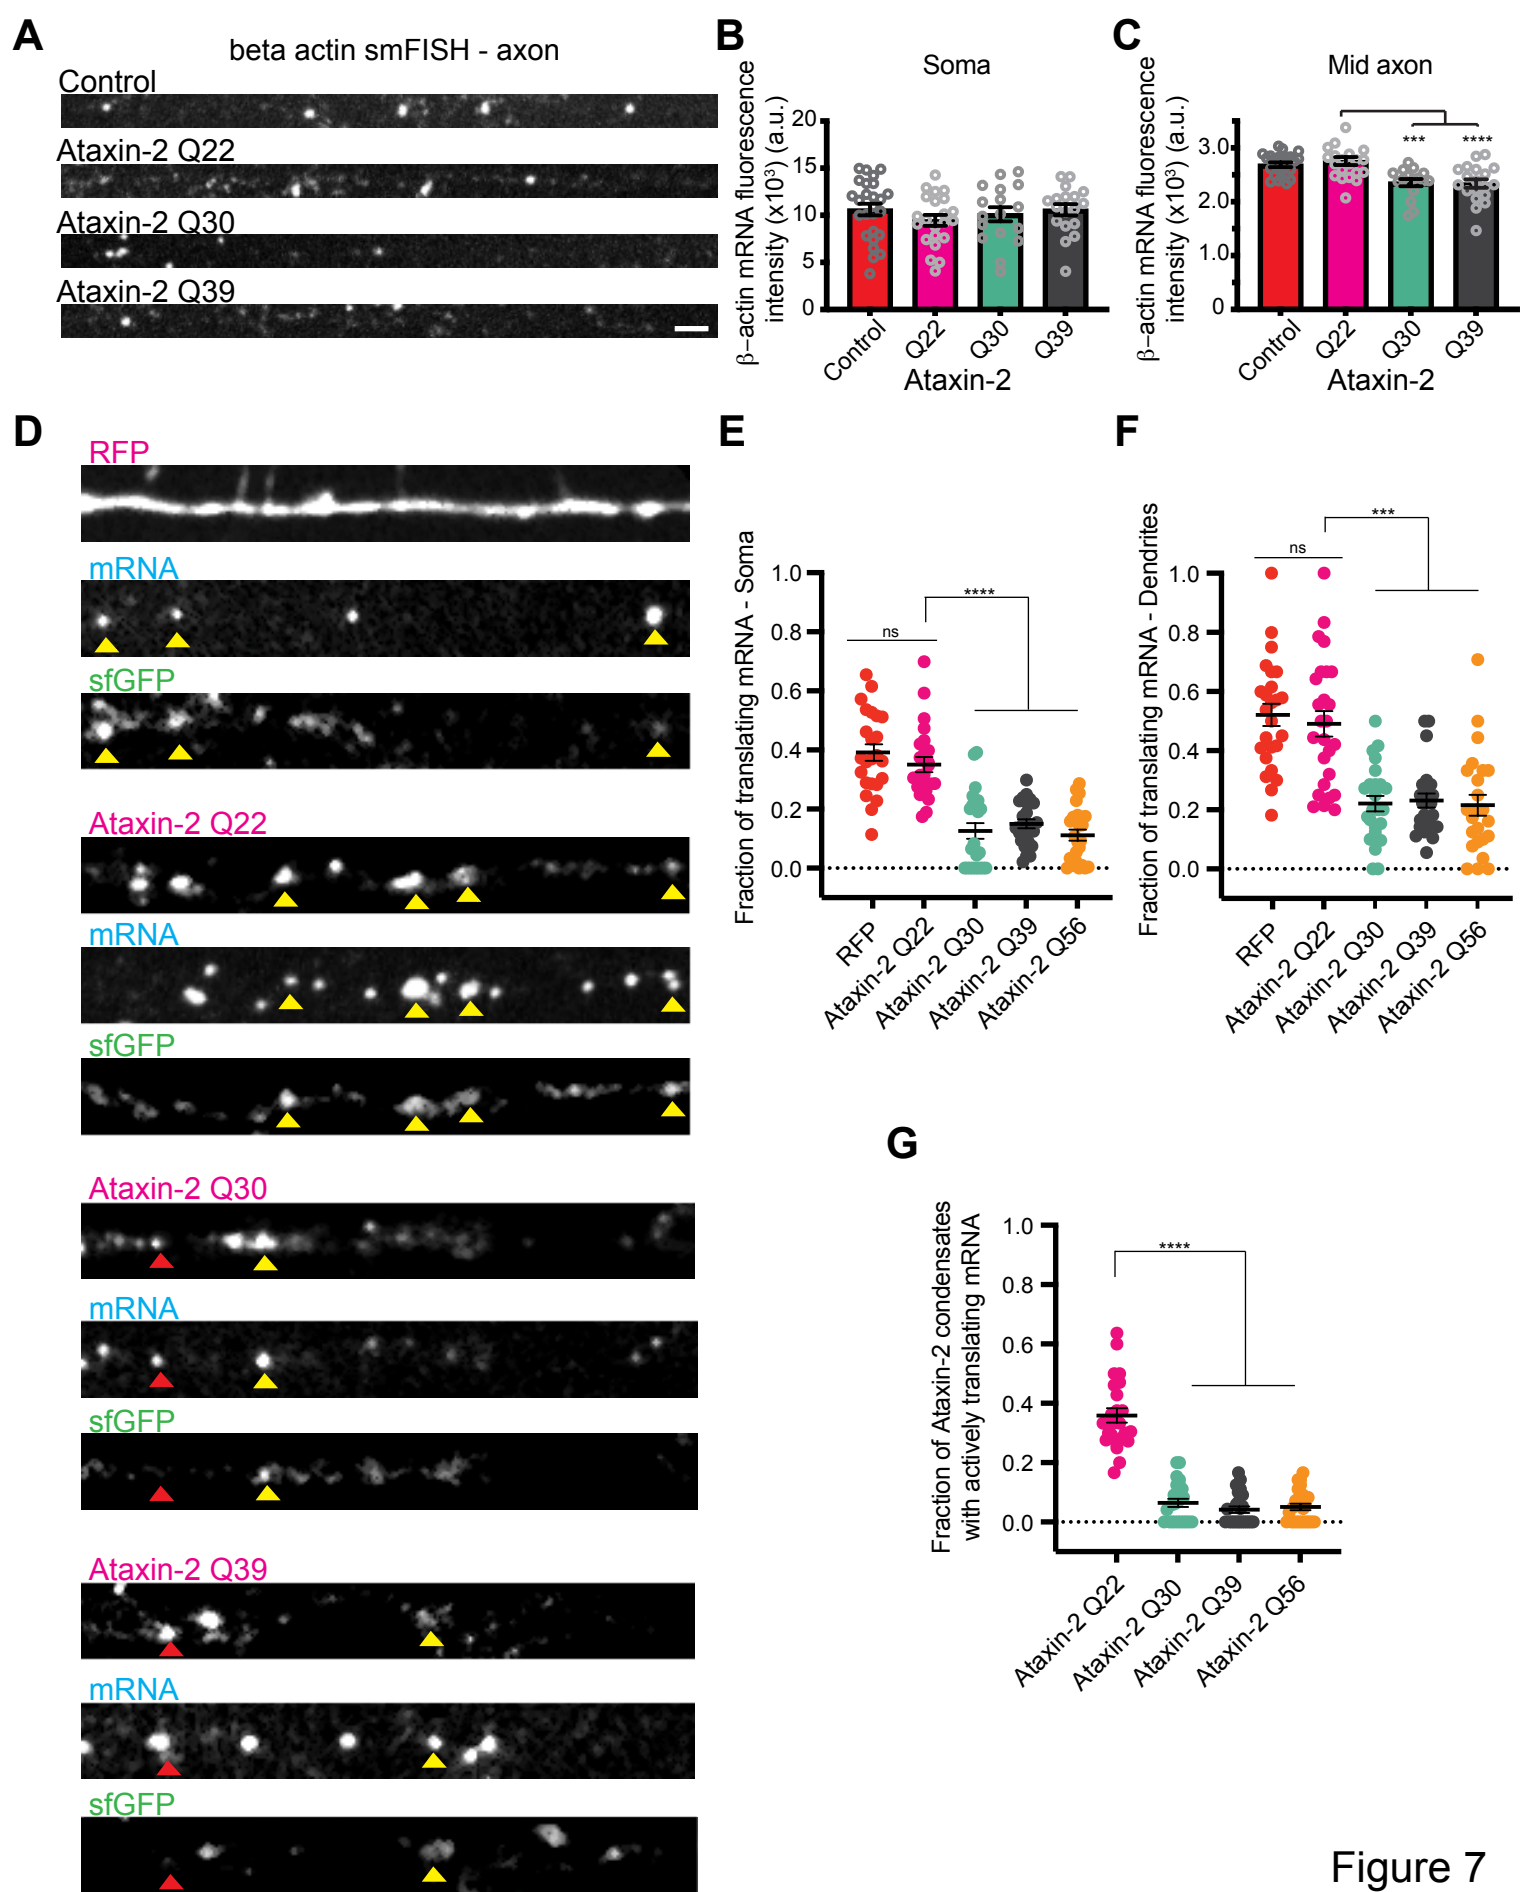 A
beta actin smFISH - axon
Control
Ataxin-2 Q22
Ataxin-2 Q30
Ataxin-2 Q39
B
Soma
β−actin mRNA fluorescence
intensity (x10³) (a.u.)
20
15
10
5
0
Control
Q22
Q30
Q39
Ataxin-2
C
Mid axon
β−actin mRNA fluorescence
intensity (x10³) (a.u.)
3.0
2.0
1.0
0
***
****
Control
Q22
Q30
Q39
Ataxin-2
D
RFP
mRNA
sfGFP
Ataxin-2 Q22
mRNA
sfGFP
Ataxin-2 Q30
mRNA
sfGFP
Ataxin-2 Q39
mRNA
sfGFP
E
Fraction of translating mRNA - Soma
1.0
0.8
0.6
0.4
0.2
0.0
ns
****
RFP
Ataxin-2 Q22
Ataxin-2 Q30
Ataxin-2 Q39
Ataxin-2 Q56
F
Fraction of translating mRNA - Dendrites
1.0
0.8
0.6
0.4
0.2
0.0
ns
***
RFP
Ataxin-2 Q22
Ataxin-2 Q30
Ataxin-2 Q39
Ataxin-2 Q56
G
Fraction of Ataxin-2 condensates
with actively translating mRNA
1.0
0.8
0.6
0.4
0.2
0.0
****
Ataxin-2 Q22
Ataxin-2 Q30
Ataxin-2 Q39
Ataxin-2 Q56
Figure 7